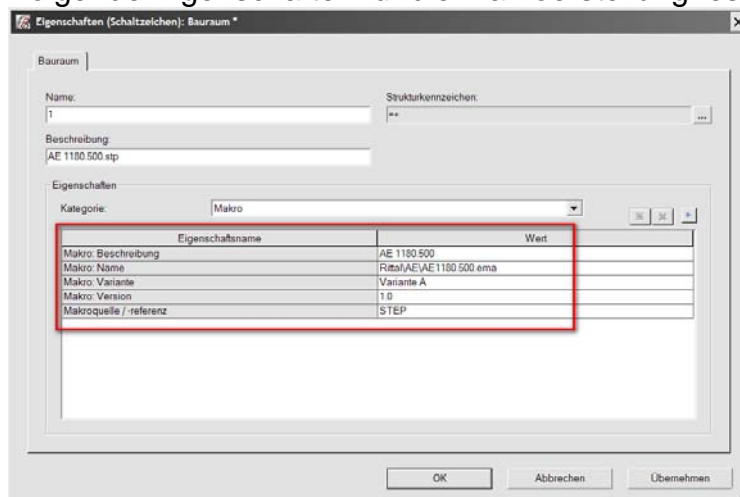 Eigenschaften (Schaltzeichen): Bauraum *
Bauraum
Name: Strukturkennzeichen:
1 =+ ...
Beschreibung:
AE 1180.500.stp
Eigenschaften
Kategorie: Makro
Eigenschaftsname Wert
Makro: Beschreibung AE 1180.500
Makro: Name Rittal\AE\AE1180.500.ema
Makro: Variante Variante A
Makro: Version 1.0
Makroquelle / -referenz STEP
OK Abbrechen Übernehmen